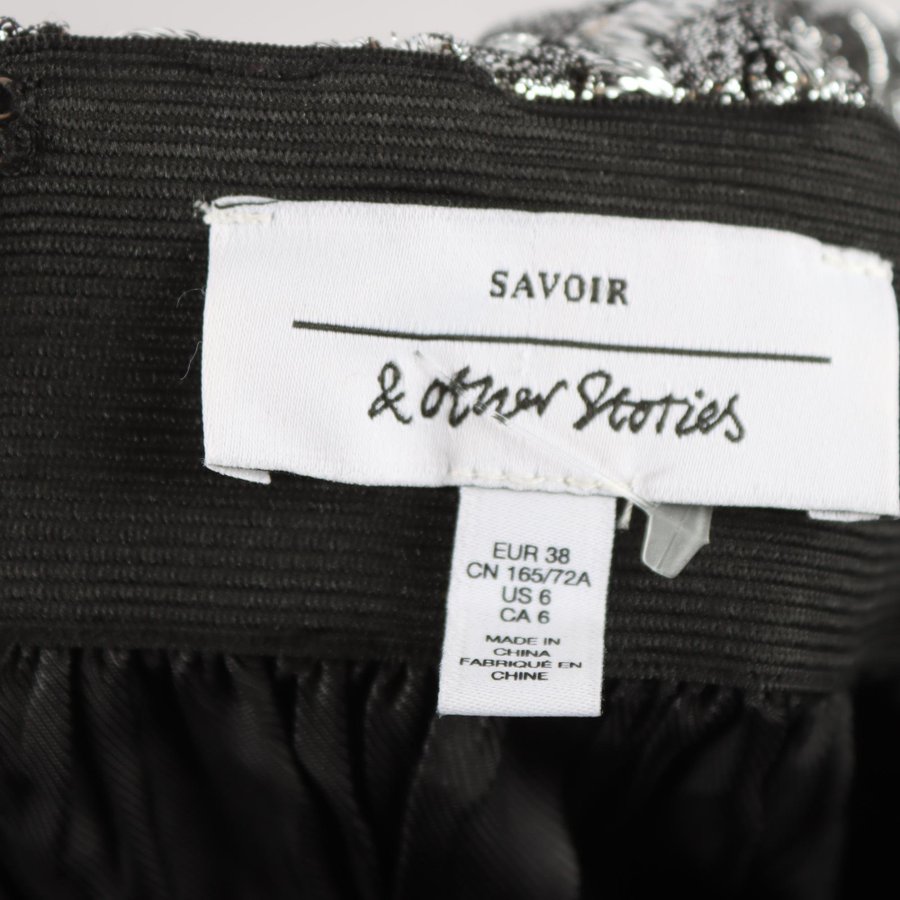 SAVOIR
& other Stories
EUR 38
CN 165/72A
US 6
CA 6
MADE IN
CHINA
FABRIQUÉ EN
CHINE